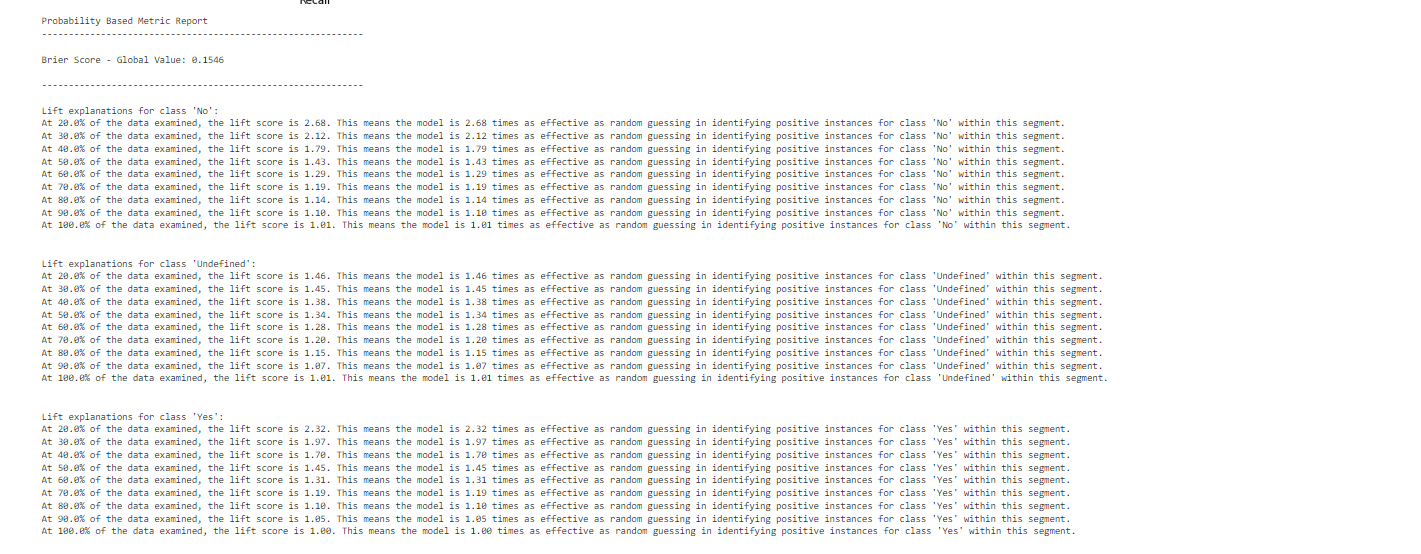 Recall
Probability Based Metric Report
------------------------------------------------------------
Brier Score - Global Value: 0.1546
------------------------------------------------------------
Lift explanations for class 'No':
At 20.0% of the data examined, the lift score is 2.68. This means the model is 2.68 times as effective as random guessing in identifying positive instances for class 'No' within this segment.
At 30.0% of the data examined, the lift score is 2.12. This means the model is 2.12 times as effective as random guessing in identifying positive instances for class 'No' within this segment.
At 40.0% of the data examined, the lift score is 1.79. This means the model is 1.79 times as effective as random guessing in identifying positive instances for class 'No' within this segment.
At 50.0% of the data examined, the lift score is 1.43. This means the model is 1.43 times as effective as random guessing in identifying positive instances for class 'No' within this segment.
At 60.0% of the data examined, the lift score is 1.29. This means the model is 1.29 times as effective as random guessing in identifying positive instances for class 'No' within this segment.
At 70.0% of the data examined, the lift score is 1.19. This means the model is 1.19 times as effective as random guessing in identifying positive instances for class 'No' within this segment.
At 80.0% of the data examined, the lift score is 1.14. This means the model is 1.14 times as effective as random guessing in identifying positive instances for class 'No' within this segment.
At 90.0% of the data examined, the lift score is 1.10. This means the model is 1.10 times as effective as random guessing in identifying positive instances for class 'No' within this segment.
At 100.0% of the data examined, the lift score is 1.01. This means the model is 1.01 times as effective as random guessing in identifying positive instances for class 'No' within this segment.
Lift explanations for class 'Undefined':
At 20.0% of the data examined, the lift score is 1.46. This means the model is 1.46 times as effective as random guessing in identifying positive instances for class 'Undefined' within this segment.
At 30.0% of the data examined, the lift score is 1.45. This means the model is 1.45 times as effective as random guessing in identifying positive instances for class 'Undefined' within this segment.
At 40.0% of the data examined, the lift score is 1.38. This means the model is 1.38 times as effective as random guessing in identifying positive instances for class 'Undefined' within this segment.
At 50.0% of the data examined, the lift score is 1.34. This means the model is 1.34 times as effective as random guessing in identifying positive instances for class 'Undefined' within this segment.
At 60.0% of the data examined, the lift score is 1.28. This means the model is 1.28 times as effective as random guessing in identifying positive instances for class 'Undefined' within this segment.
At 70.0% of the data examined, the lift score is 1.20. This means the model is 1.20 times as effective as random guessing in identifying positive instances for class 'Undefined' within this segment.
At 80.0% of the data examined, the lift score is 1.15. This means the model is 1.15 times as effective as random guessing in identifying positive instances for class 'Undefined' within this segment.
At 90.0% of the data examined, the lift score is 1.07. This means the model is 1.07 times as effective as random guessing in identifying positive instances for class 'Undefined' within this segment.
At 100.0% of the data examined, the lift score is 1.01. This means the model is 1.01 times as effective as random guessing in identifying positive instances for class 'Undefined' within this segment.
Lift explanations for class 'Yes':
At 20.0% of the data examined, the lift score is 2.32. This means the model is 2.32 times as effective as random guessing in identifying positive instances for class 'Yes' within this segment.
At 30.0% of the data examined, the lift score is 1.97. This means the model is 1.97 times as effective as random guessing in identifying positive instances for class 'Yes' within this segment.
At 40.0% of the data examined, the lift score is 1.70. This means the model is 1.70 times as effective as random guessing in identifying positive instances for class 'Yes' within this segment.
At 50.0% of the data examined, the lift score is 1.45. This means the model is 1.45 times as effective as random guessing in identifying positive instances for class 'Yes' within this segment.
At 60.0% of the data examined, the lift score is 1.31. This means the model is 1.31 times as effective as random guessing in identifying positive instances for class 'Yes' within this segment.
At 70.0% of the data examined, the lift score is 1.19. This means the model is 1.19 times as effective as random guessing in identifying positive instances for class 'Yes' within this segment.
At 80.0% of the data examined, the lift score is 1.10. This means the model is 1.10 times as effective as random guessing in identifying positive instances for class 'Yes' within this segment.
At 90.0% of the data examined, the lift score is 1.05. This means the model is 1.05 times as effective as random guessing in identifying positive instances for class 'Yes' within this segment.
At 100.0% of the data examined, the lift score is 1.00. This means the model is 1.00 times as effective as random guessing in identifying positive instances for class 'Yes' within this segment.